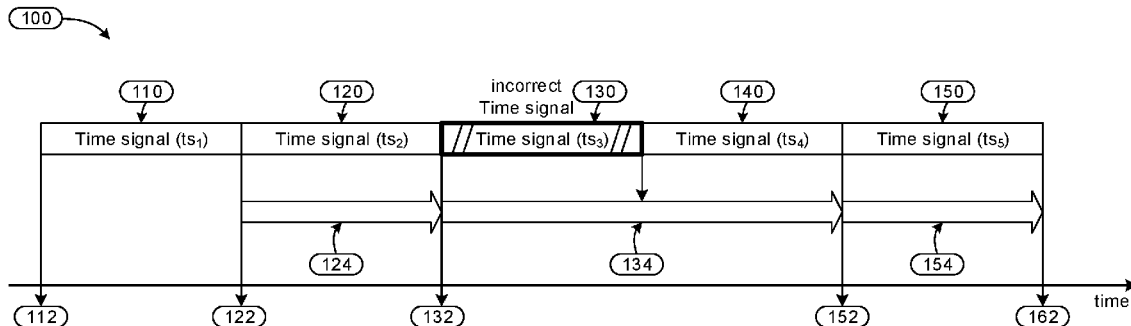 100
incorrect
Time signal
110 120 130 140 150
Time signal (ts₁) Time signal (ts₂) Time signal (ts₃) Time signal (ts₄) Time signal (ts₅)
124 134 154
time
112 122 132 152 162